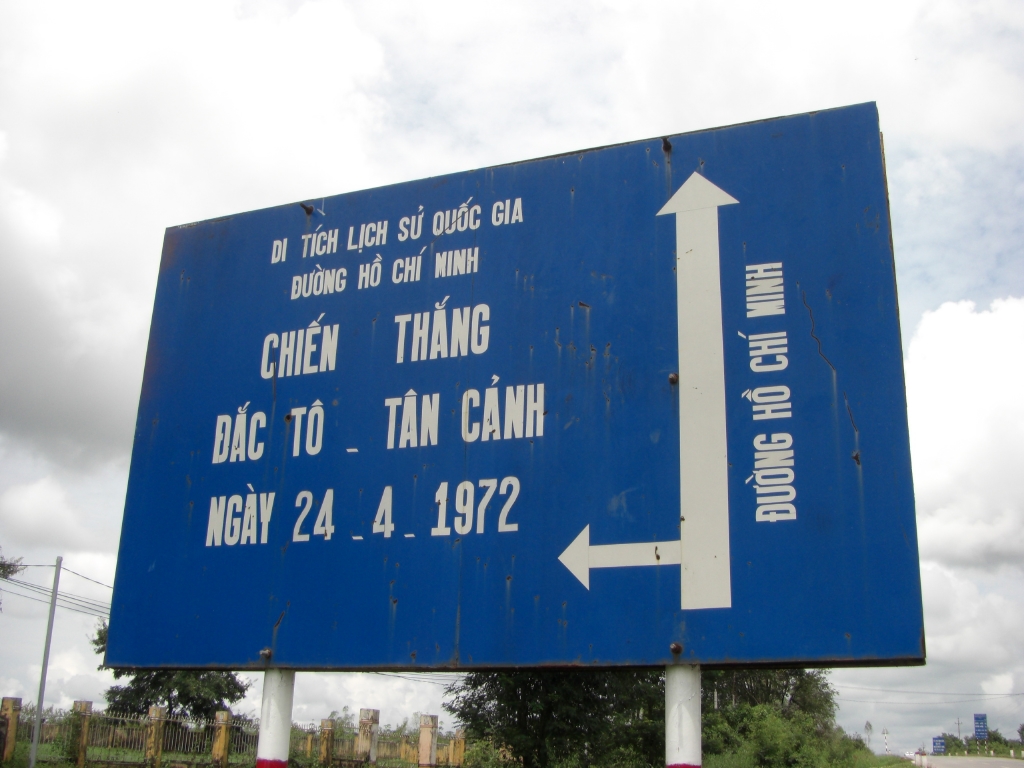 DI TÍCH LỊCH SỬ QUỐC GIA
ĐƯỜNG HỒ CHÍ MINH
CHIẾN THẮNG
ĐẮC TÔ _ TÂN CẢNH
NGÀY 24 _ 4 _ 1972
ĐƯỜNG HỒ CHÍ MINH